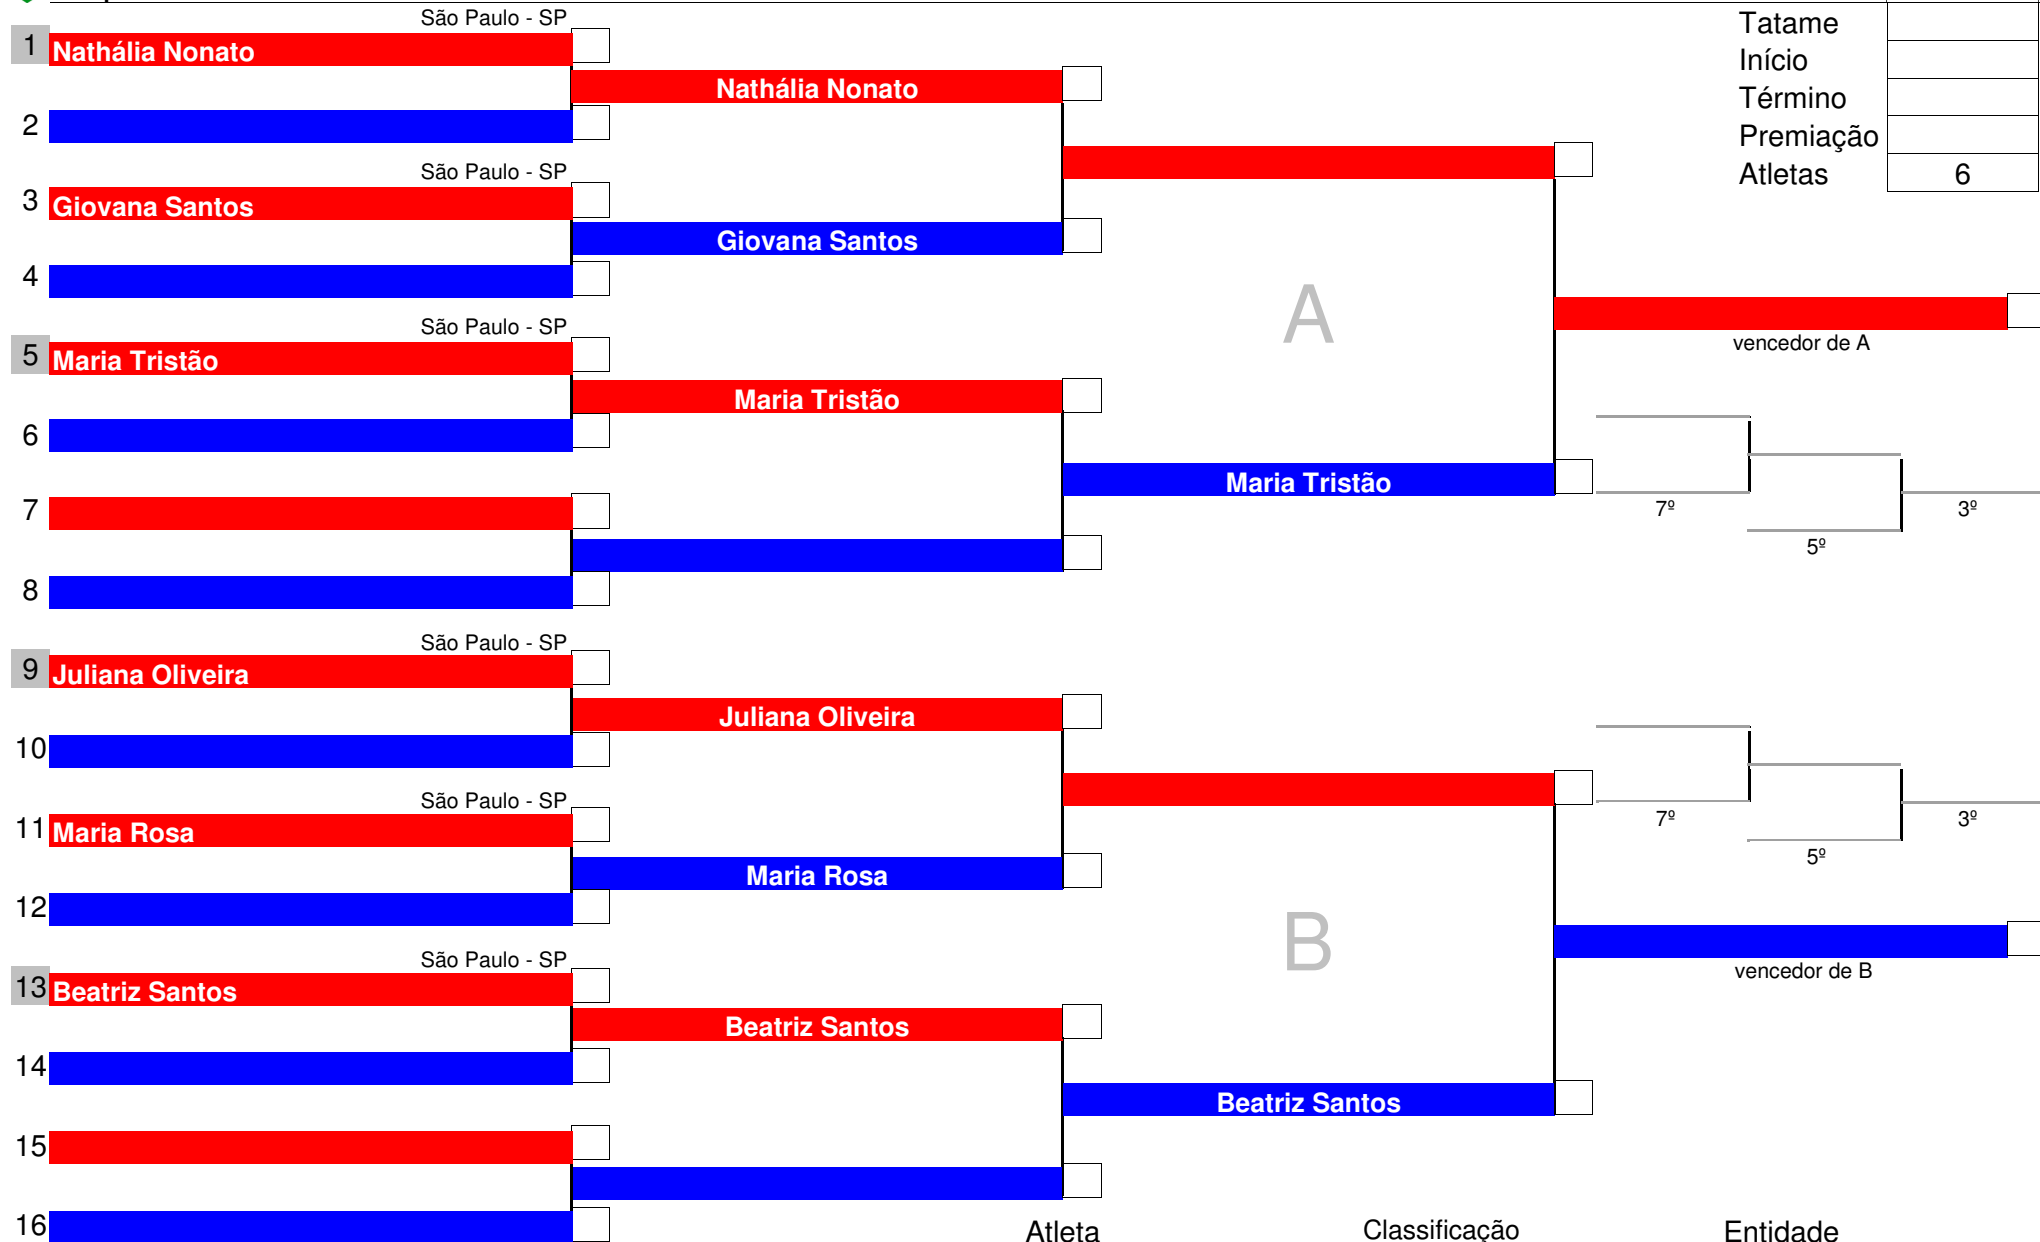 São Paulo - SP
Tatame
1 Nathália Nonato
Início
Nathália Nonato
Término
2
Premiação
São Paulo - SP
Atletas 6
3 Giovana Santos
Giovana Santos
4
A
São Paulo - SP
vencedor de A
5 Maria Tristão
Maria Tristão
6
Maria Tristão
7
7º
3º
5º
8
São Paulo - SP
9 Juliana Oliveira
Juliana Oliveira
10
São Paulo - SP
7º
3º
11 Maria Rosa
5º
Maria Rosa
12
B
São Paulo - SP
vencedor de B
13 Beatriz Santos
Beatriz Santos
14
Beatriz Santos
15
16
Atleta
Classificação
Entidade